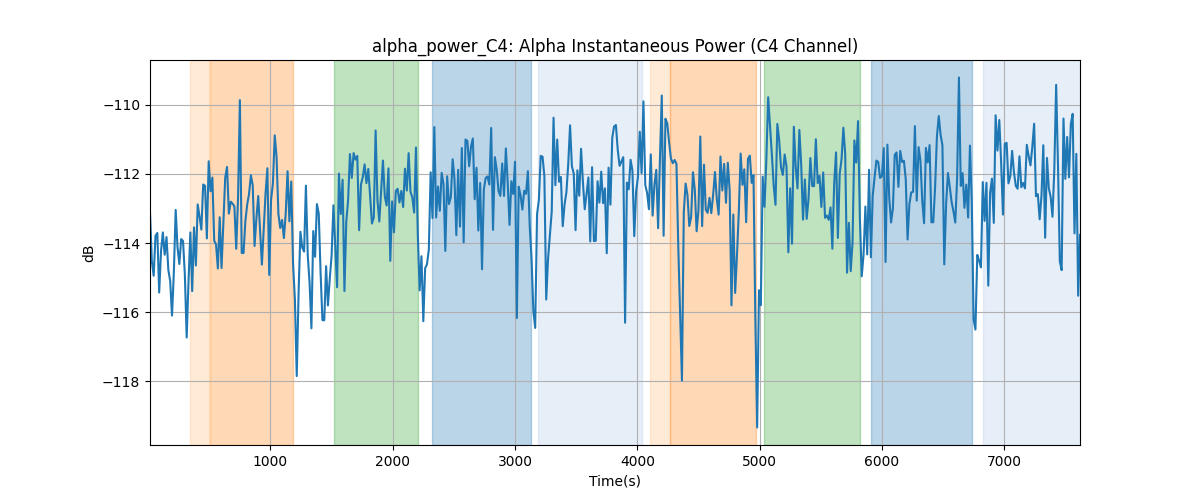 alpha_power_C4: Alpha Instantaneous Power (C4 Channel)
dB
−110
−112
−114
−116
−118
1000 2000 3000 4000 5000 6000 7000
Time(s)